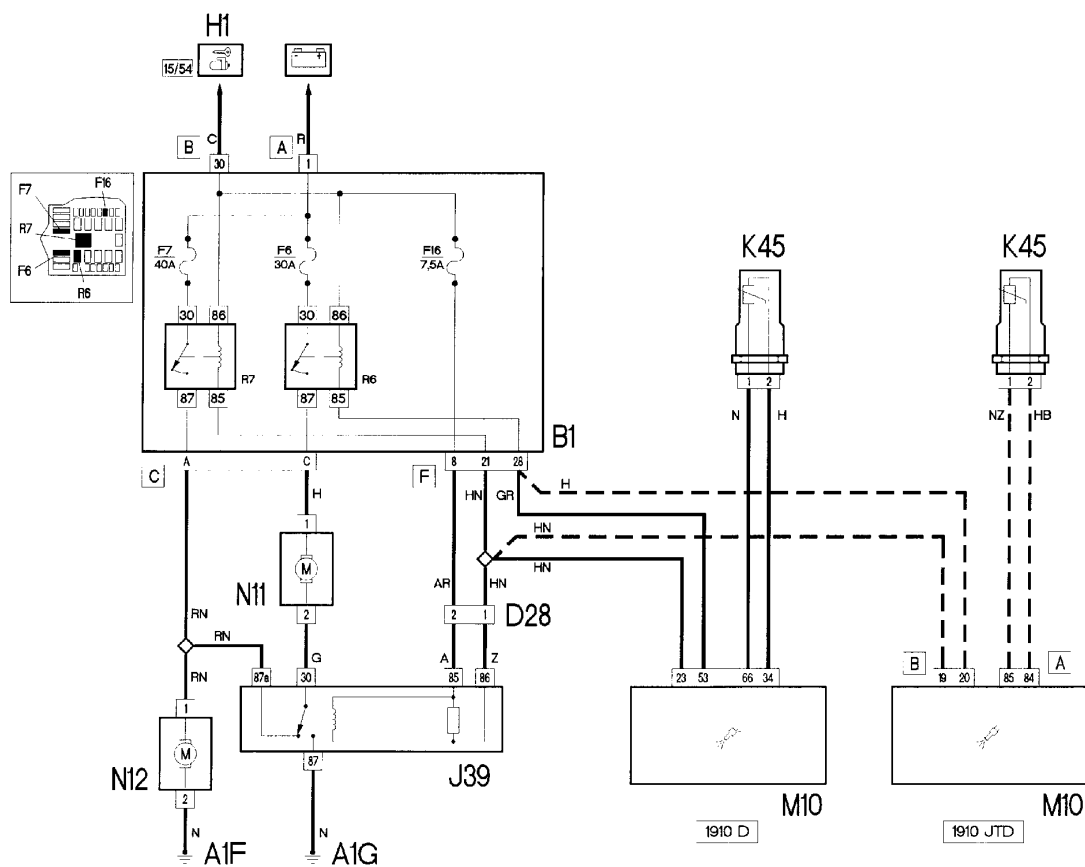 H1
15/54
C
R
B
A
30
1
F7
F16
R7
F6
R6
F7
40A
F6
30A
F16
7,5A
K45
K45
30
86
30
86
R7
R6
87
85
87
85
1
2
1
2
B1
N
H
NZ
HB
A
C
8
21
28
C
F
H
HN
GR
H
1
HN
HN
M
N11
AR
HN
2
2
1
D28
RN
RN
G
A
Z
B
A
RN
87a
30
85
86
23
53
66
34
19
20
85
84
1
M
N12
87
J39
2
M10
M10
N
N
1910 D
1910 JTD
A1F
A1G